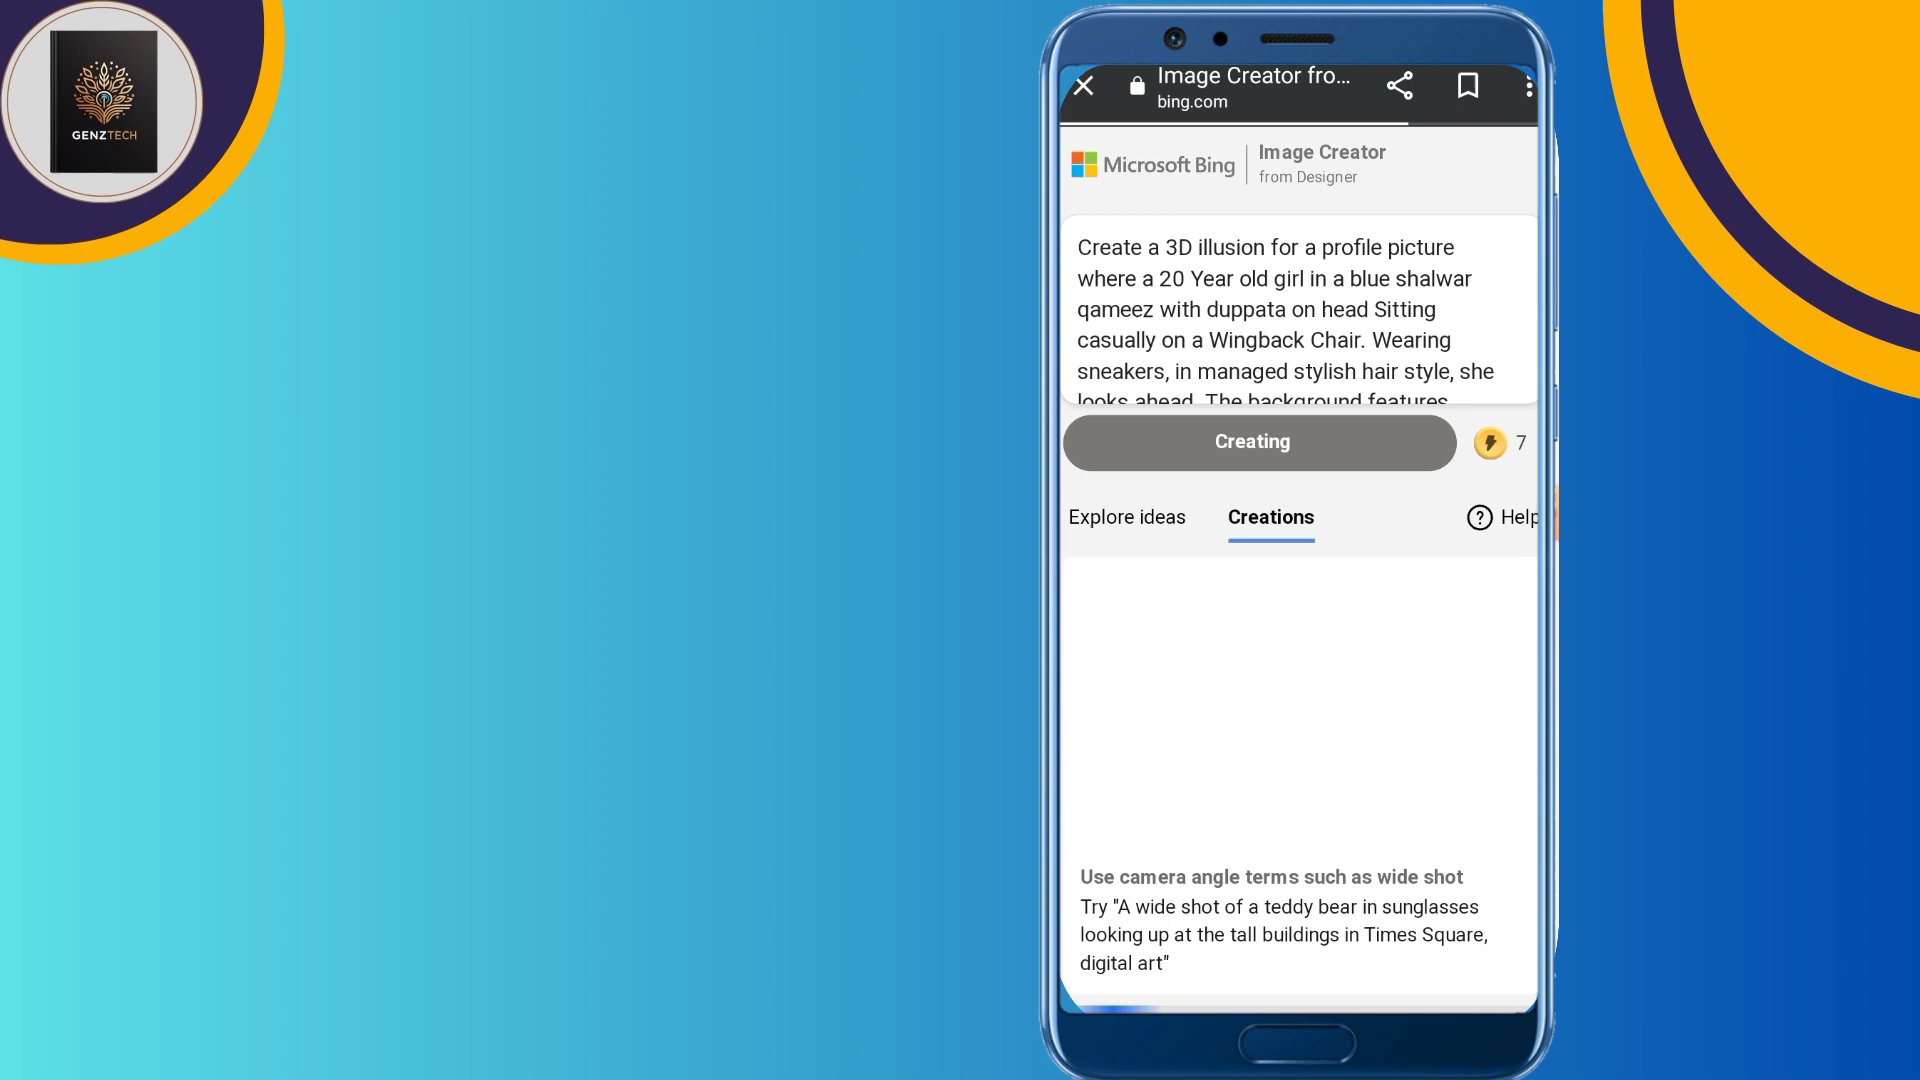 GENZTECH
Image Creator fro...
bing.com
Microsoft Bing
Image Creator
from Designer
Create a 3D illusion for a profile picture
where a 20 Year old girl in a blue shalwar
qameez with duppata on head Sitting
casually on a Wingback Chair. Wearing
sneakers, in managed stylish hair style, she
looks ahead. The background features
Creating
7
Explore ideas
Creations
Help
Use camera angle terms such as wide shot
Try "A wide shot of a teddy bear in sunglasses
looking up at the tall buildings in Times Square,
digital art"